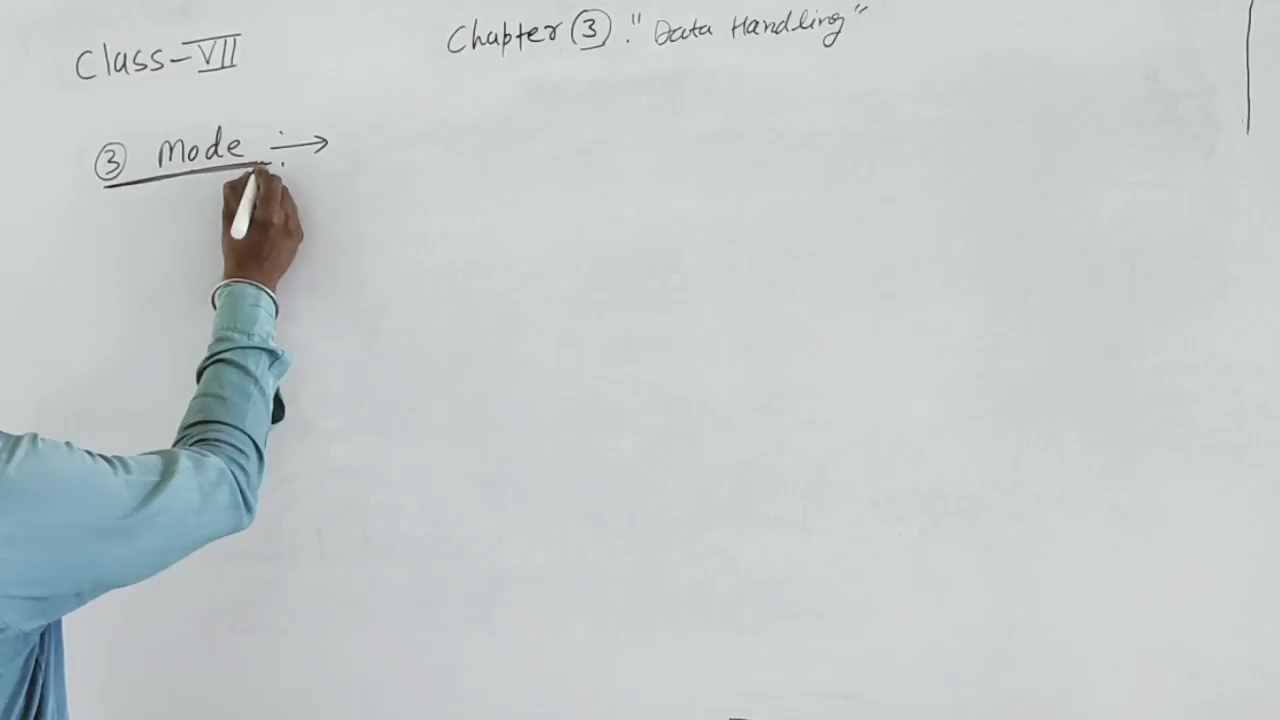 Class-VII
Chapter ③ . "Data Handling"
③ Mode :→